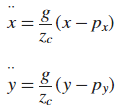 ẍ = g/z_c (x − p_x)
ÿ = g/z_c (y − p_y)